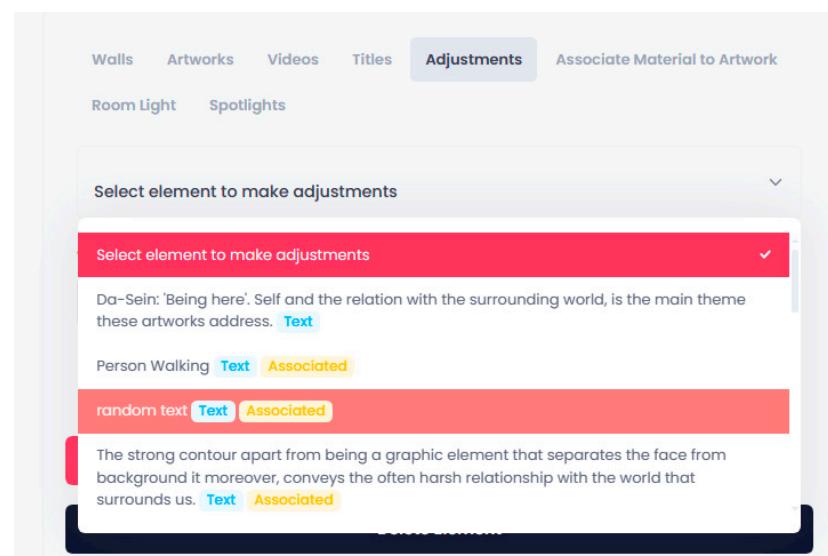 Walls Artworks Videos Titles Adjustments Associate Material to Artwork
Room Light Spotlights
Select element to make adjustments
Select element to make adjustments
Da-Sein: 'Being here'. Self and the relation with the surrounding world, is the main theme
these artworks address. Text
Person Walking Text Associated
random text Text Associated
The strong contour apart from being a graphic element that separates the face from
background it moreover, conveys the often harsh relationship with the world that
surrounds us. Text Associated